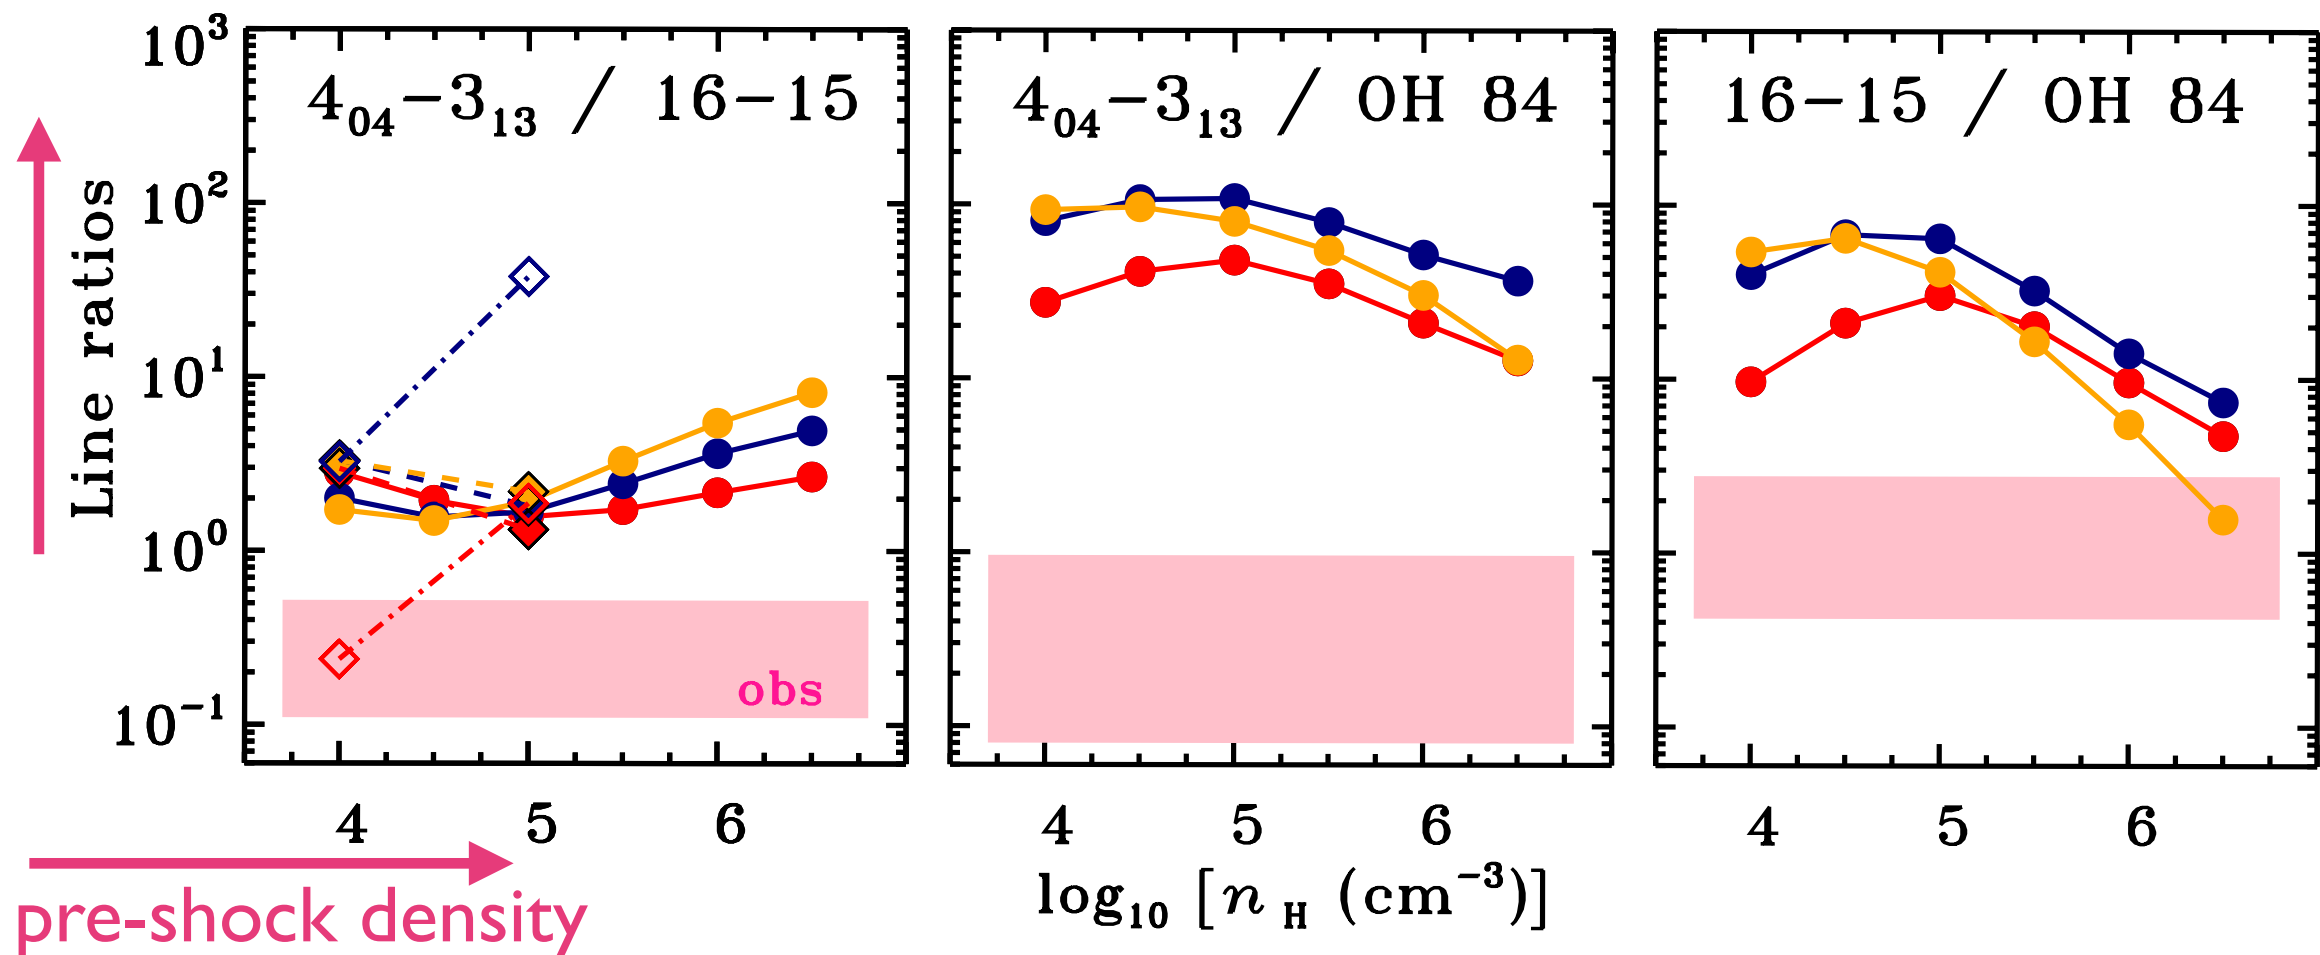 4₀₄−3₁₃ / 16−15
4₀₄−3₁₃ / OH 84
16−15 / OH 84
Line ratios
10³
10²
10¹
10⁰
10⁻¹
obs
4 5 6
4 5 6
4 5 6
log₁₀ [n H (cm⁻³)]
pre-shock density